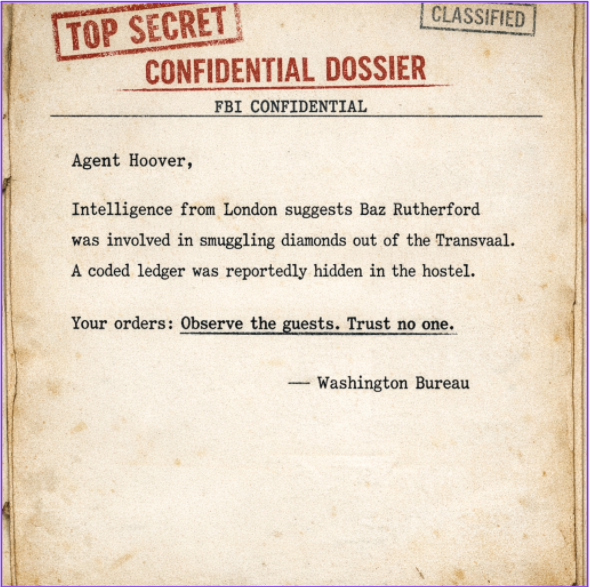 TOP SECRET
CLASSIFIED
CONFIDENTIAL DOSSIER
FBI CONFIDENTIAL
Agent Hoover,
Intelligence from London suggests Baz Rutherford
was involved in smuggling diamonds out of the Transvaal.
A coded ledger was reportedly hidden in the hostel.
Your orders: Observe the guests. Trust no one.
— Washington Bureau